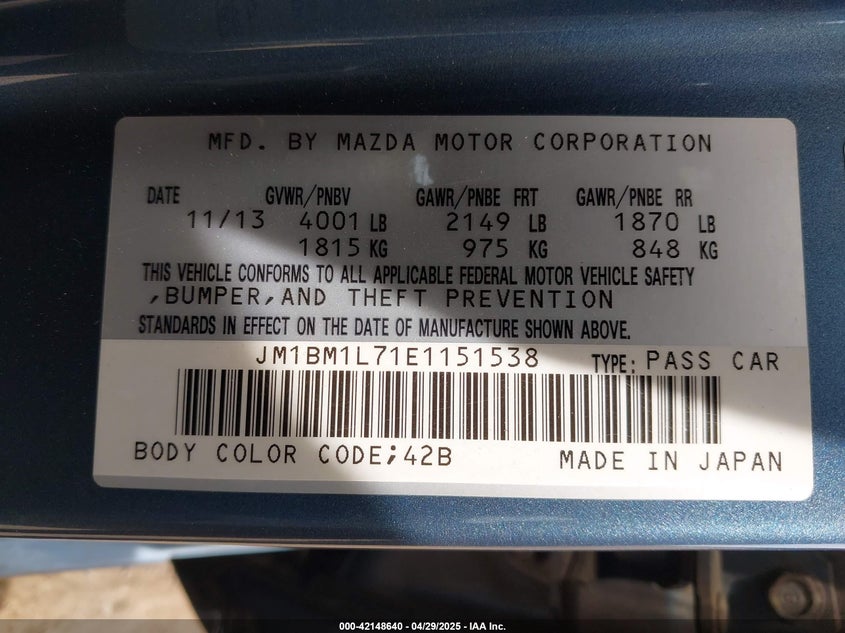 MFD. BY MAZDA MOTOR CORPORATION
DATE GVWR/PNBV GAWR/PNBE FRT GAWR/PNBE RR
11/13 4001 LB 2149 LB 1870 LB
1815 KG 975 KG 848 KG
THIS VEHICLE CONFORMS TO ALL APPLICABLE FEDERAL MOTOR VEHICLE SAFETY
,BUMPER,AND THEFT PREVENTION
STANDARDS IN EFFECT ON THE DATE OF MANUFACTURE SHOWN ABOVE.
JM1BM1L71E1151538 TYPE: PASS CAR
BODY COLOR CODE;42B MADE IN JAPAN
000-42148640 - 04/29/2025 - IAA Inc.